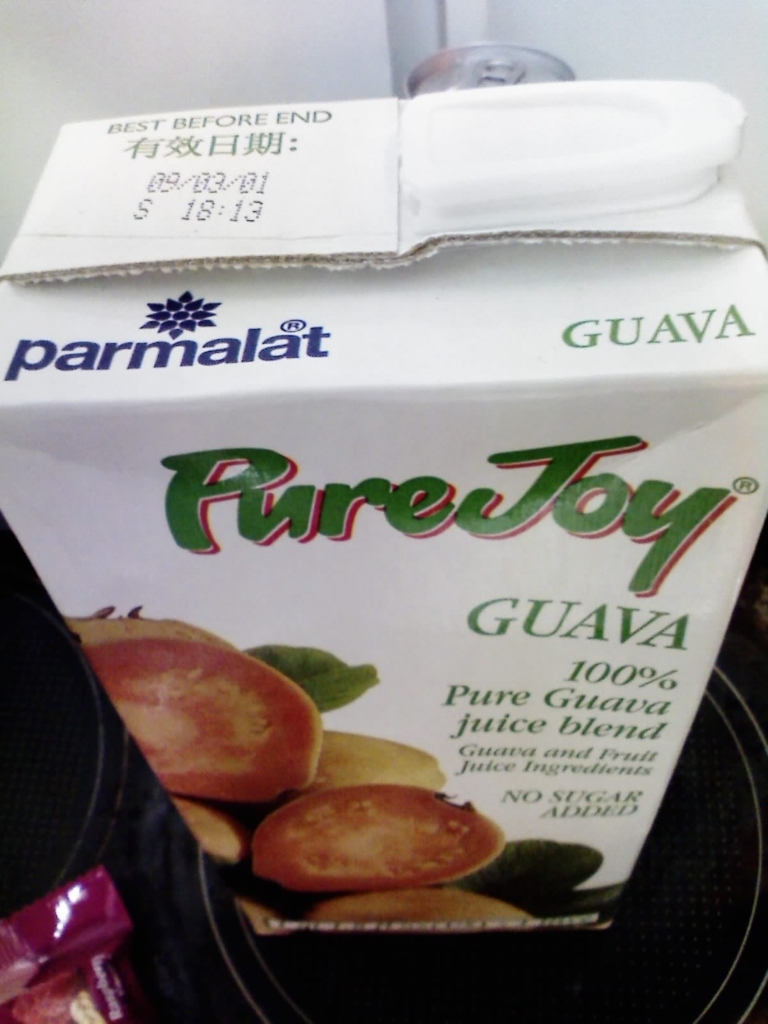 BEST BEFORE END
有效日期:
09/03/01
S 18:13
parmalat®
GUAVA
PureJoy®
GUAVA
100%
Pure Guava
juice blend
Guava and Fruit
Juice Ingredients
NO SUGAR
ADDED